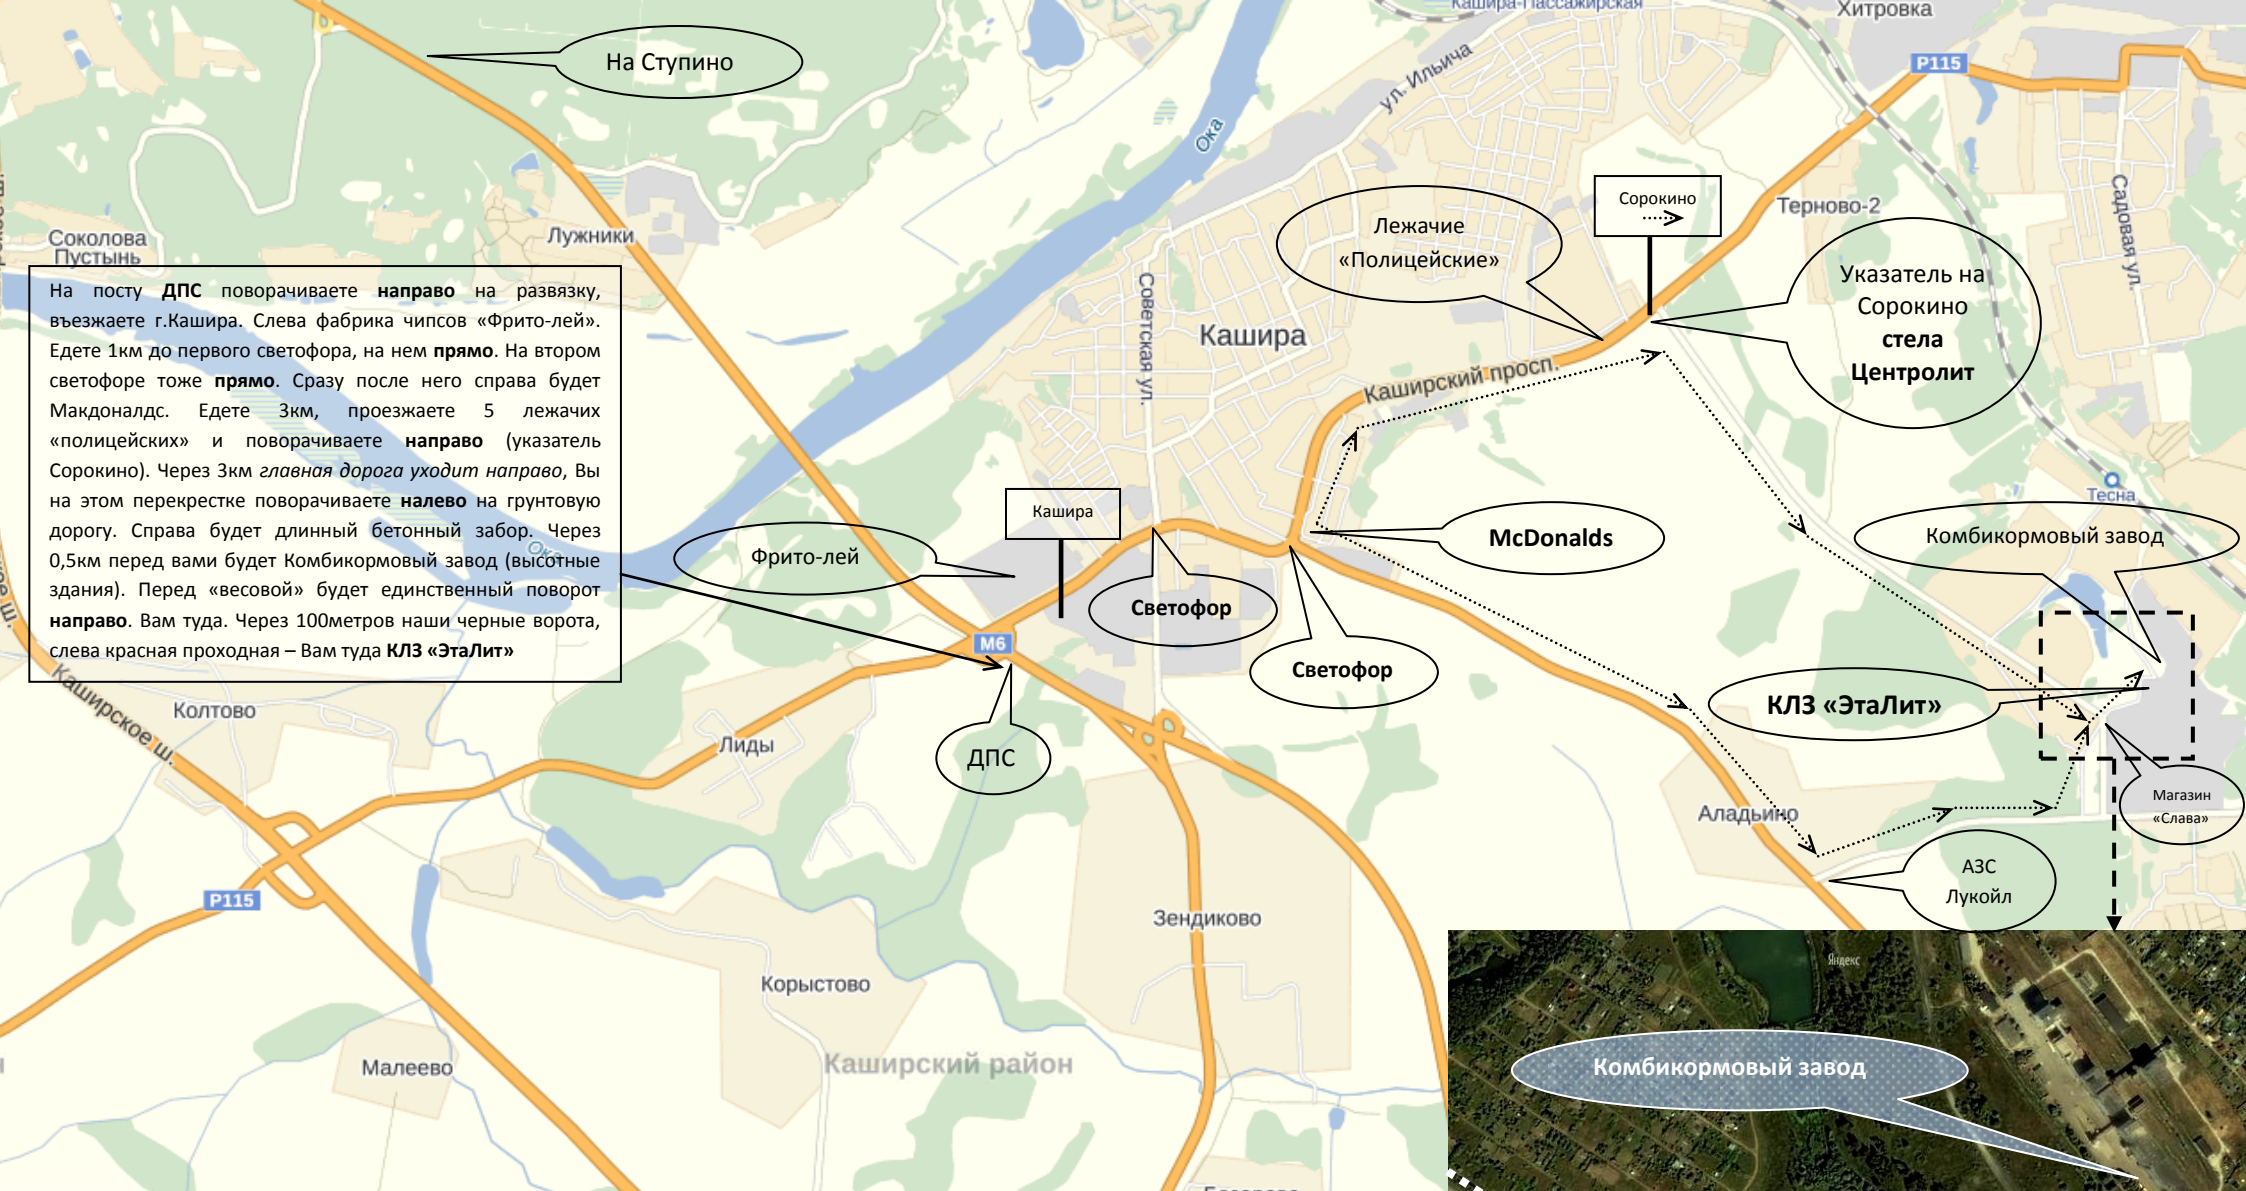 Кашира-Пассажирская
Хитровка
На Ступино
Р115
ул. Ильича
Ока
Сорокино
Терново-2
Садовая ул.
Лежачие
«Полицейские»
Соколова
Пустынь
Лужники
Указатель на
Сорокино
стела
Центролит
Советская ул.
Кашира
Каширский просп.
На посту ДПС поворачиваете направо на развязку,
въезжаете г.Кашира. Слева фабрика чипсов «Фрито-лей».
Едете 1км до первого светофора, на нем прямо. На втором
светофоре тоже прямо. Сразу после него справа будет
Макдоналдс. Едете 3км, проезжаете 5 лежачих
«полицейских» и поворачиваете направо (указатель
Сорокино). Через 3км главная дорога уходит направо, Вы
на этом перекрестке поворачиваете налево на грунтовую
дорогу. Справа будет длинный бетонный забор. Через
0,5км перед вами будет Комбикормовый завод (высотные
здания). Перед «весовой» будет единственный поворот
направо. Вам туда. Через 100метров наши черные ворота,
слева красная проходная – Вам туда КЛЗ «ЭтаЛит»
Ока
Тесна
Кашира
McDonalds
Комбикормовый завод
Фрито-лей
Светофор
М6
Светофор
КЛЗ «ЭтаЛит»
Каширское ш.
Колтово
Лиды
ДПС
Магазин
«Слава»
Аладьино
АЗС
Лукойл
Р115
Зендиково
Корыстово
Яндекс
Малеево
Каширский район
Комбикормовый завод